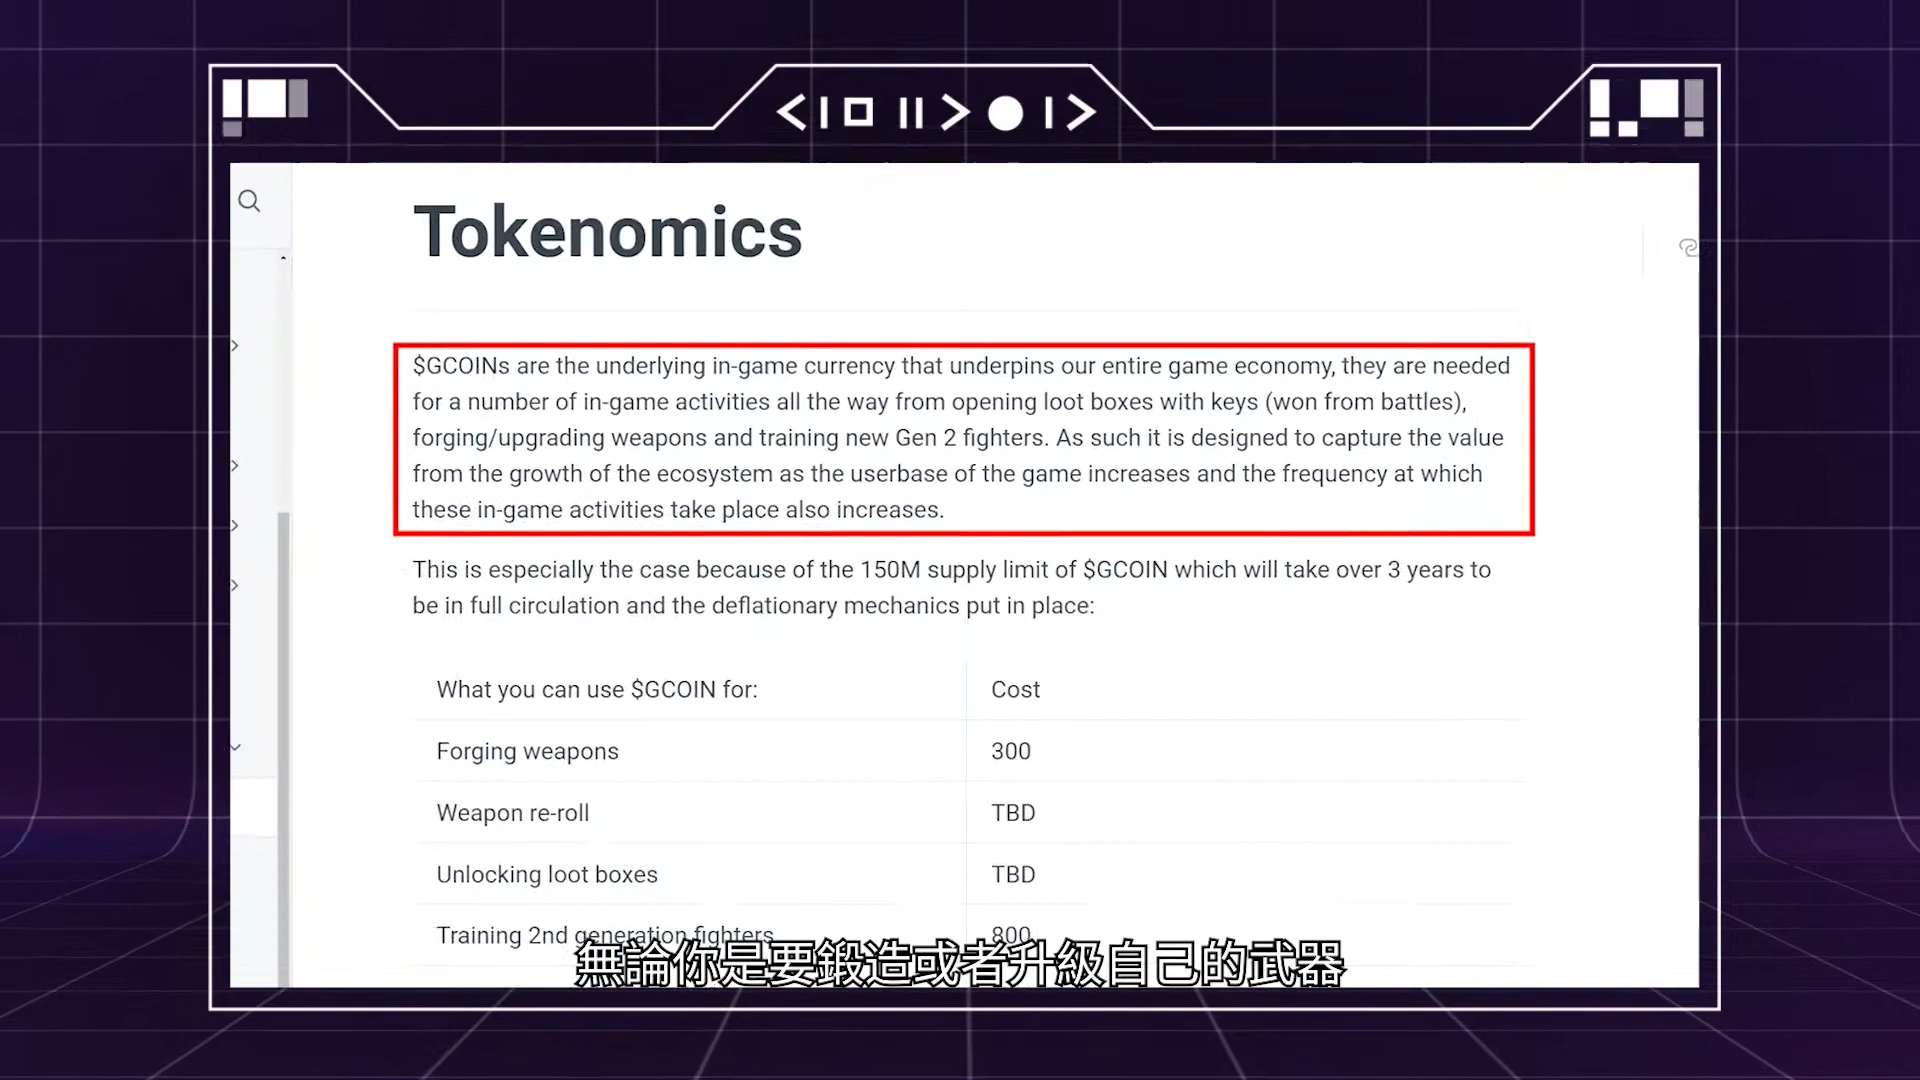 Tokenomics
$GCOINs are the underlying in-game currency that underpins our entire game economy, they are needed
for a number of in-game activities all the way from opening loot boxes with keys (won from battles),
forging/upgrading weapons and training new Gen 2 fighters. As such it is designed to capture the value
from the growth of the ecosystem as the userbase of the game increases and the frequency at which
these in-game activities take place also increases.
This is especially the case because of the 150M supply limit of $GCOIN which will take over 3 years to
be in full circulation and the deflationary mechanics put in place:
What you can use $GCOIN for: Cost
Forging weapons 300
Weapon re-roll TBD
Unlocking loot boxes TBD
Training 2nd generation fighters 800
無論你是要鍛造或者升級自己的武器